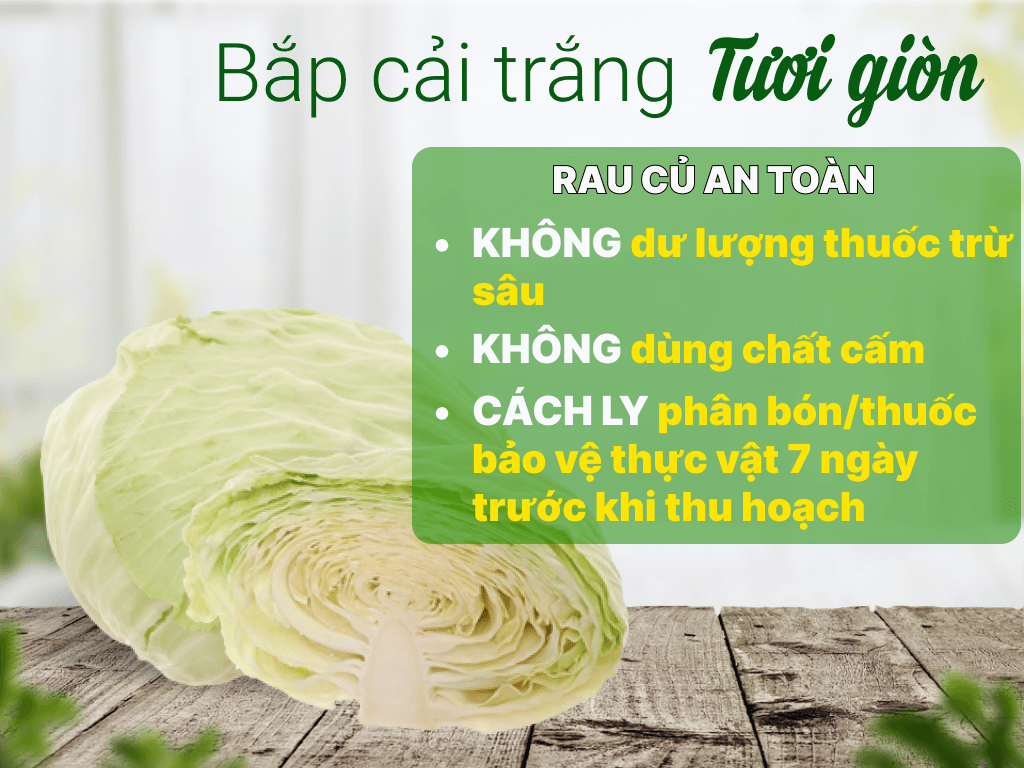 Bắp cải trắng Tươi giòn
RAU CỦ AN TOÀN
• KHÔNG dư lượng thuốc trừ
sâu
• KHÔNG dùng chất cấm
• CÁCH LY phân bón/thuốc
bảo vệ thực vật 7 ngày
trước khi thu hoạch